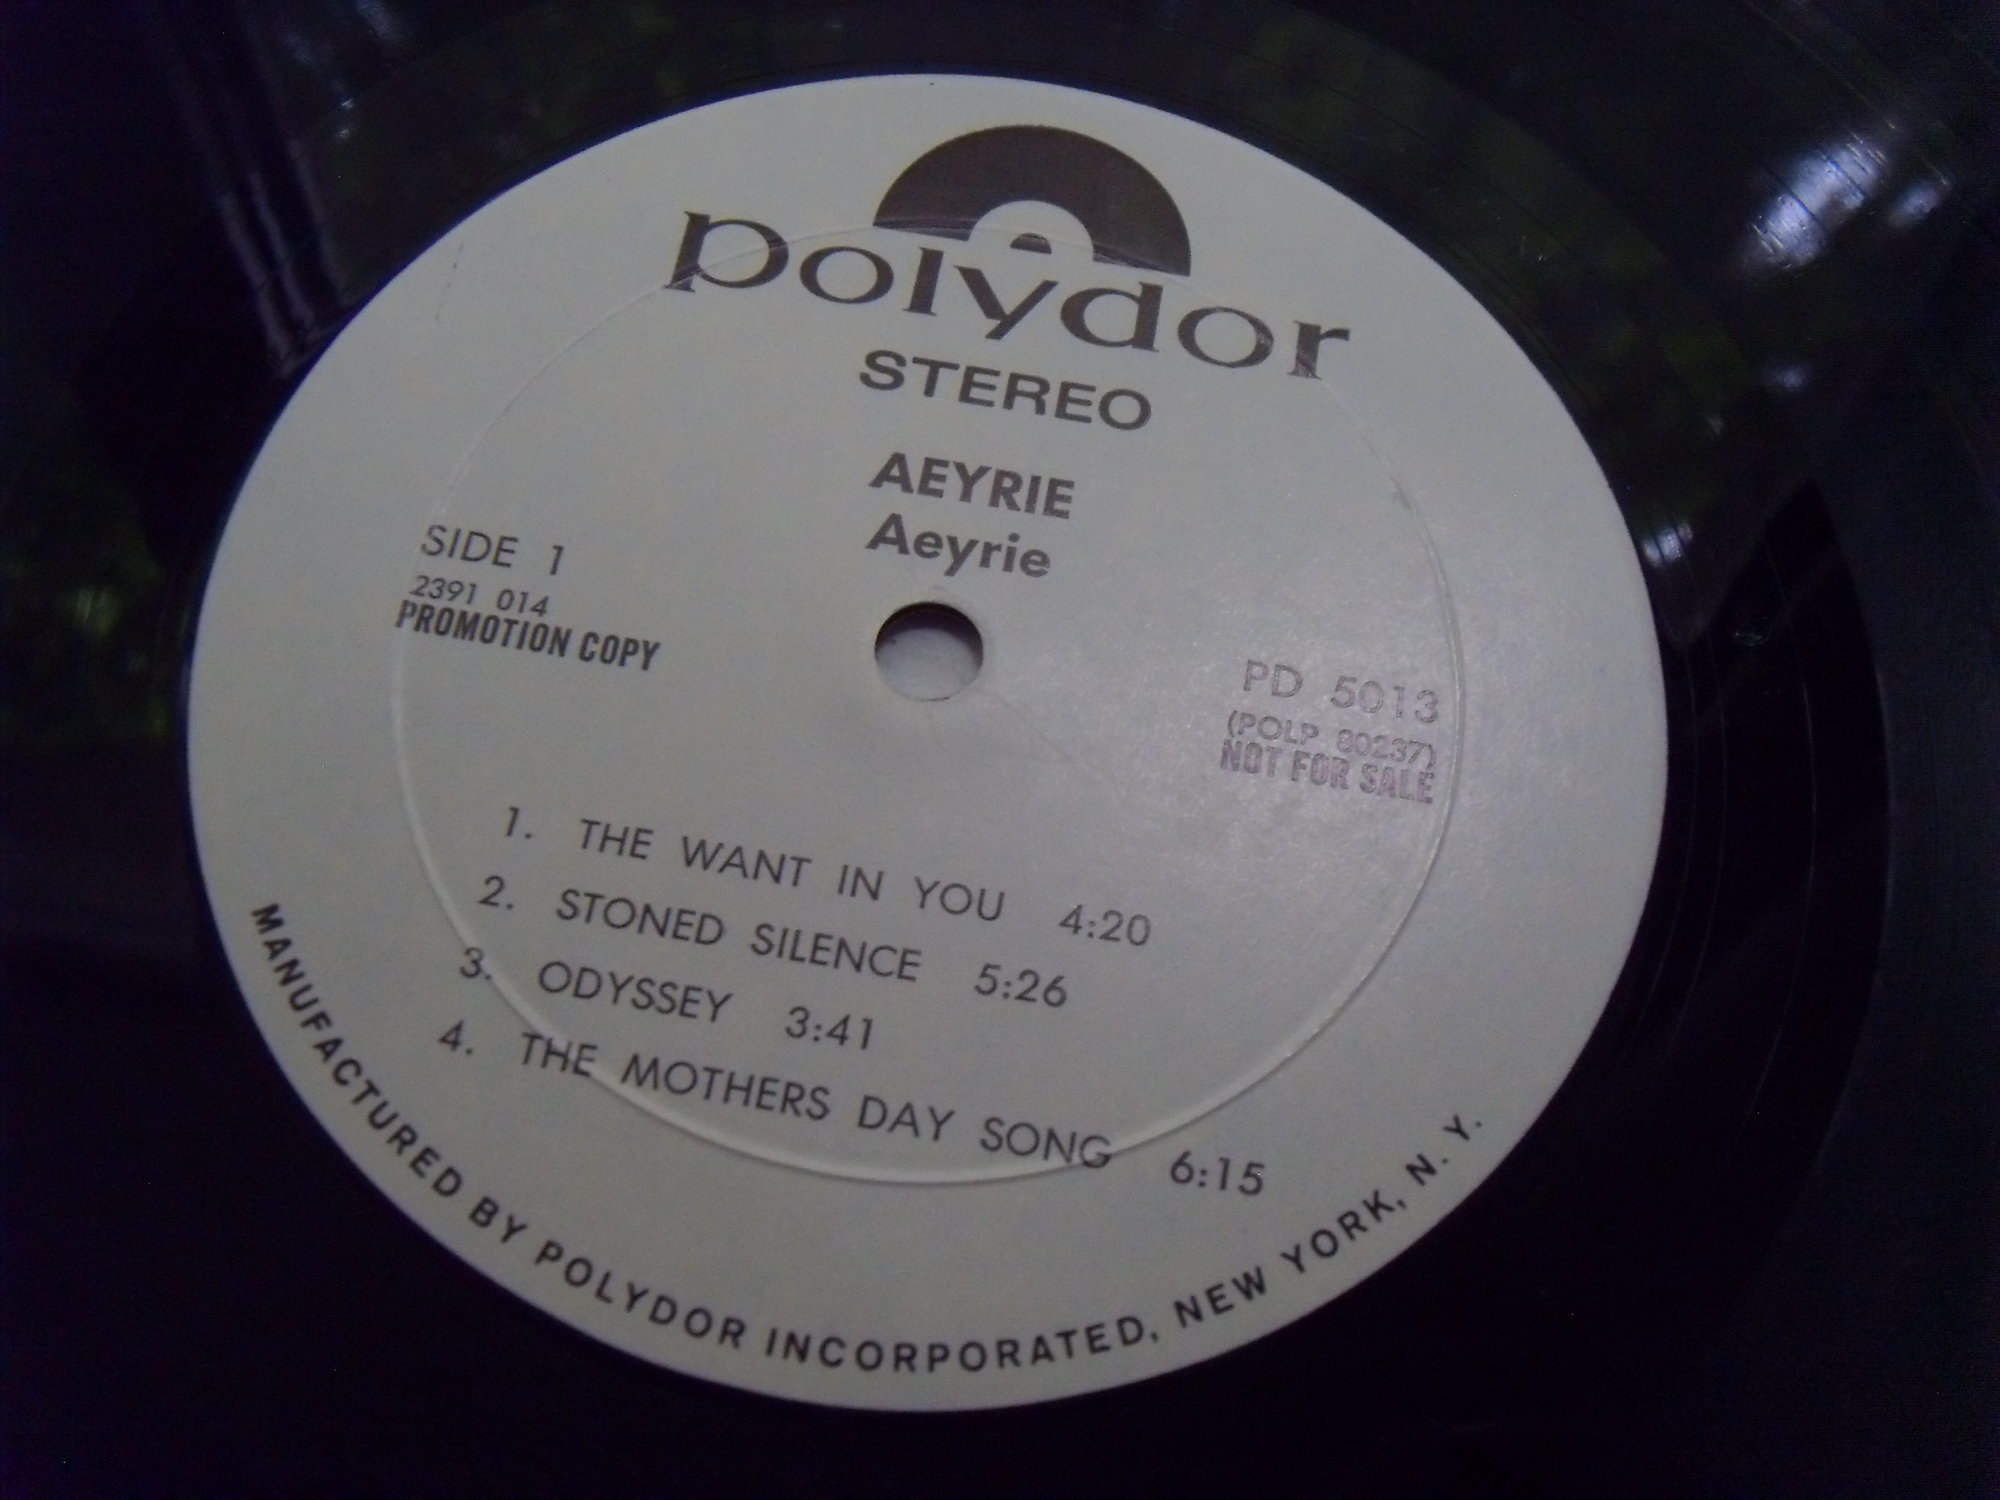 polydor
STEREO
AEYRIE
Aeyrie
SIDE 1
2391 014
PROMOTION COPY
PD 5013
(POLP 80237)
NOT FOR SALE
1. THE WANT IN YOU 4:20
2. STONED SILENCE 5:26
3. ODYSSEY 3:41
4. THE MOTHERS DAY SONG 6:15
MANUFACTURED BY POLYDOR INCORPORATED, NEW YORK, N. Y.